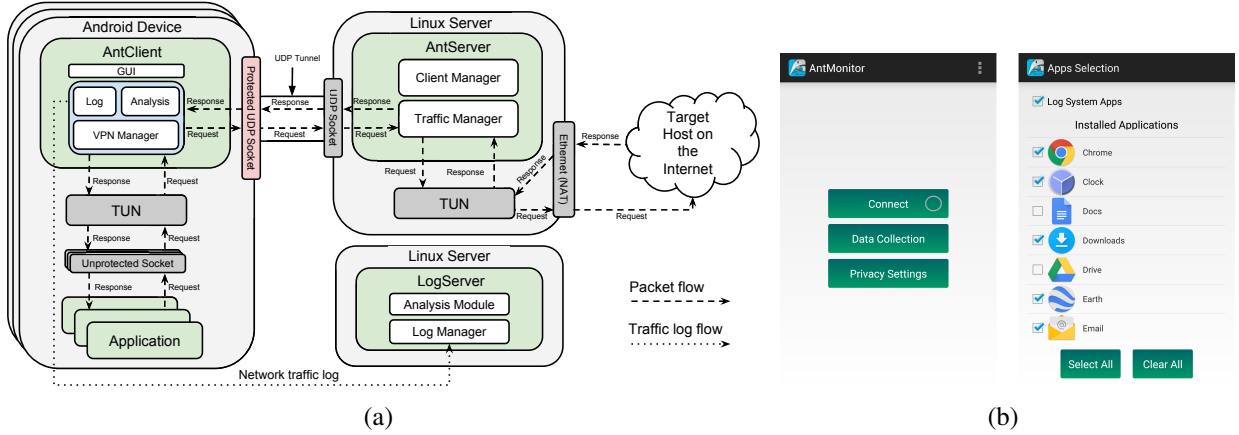 Android Device
AntClient
GUI
Log
Analysis
VPN Manager
Response
Request
Protected UDP Socket
UDP Tunnel
Response
Request
UDP Socket
Response
Request
Response
Request
TUN
Response
Request
Unprotected Socket
Response
Request
Application
Network traffic log
Linux Server
AntServer
Client Manager
Traffic Manager
Request
Response
TUN
Ethernet (NAT)
Response
Response
Request
Request
Target
Host on
the
Internet
Linux Server
LogServer
Analysis Module
Log Manager
Packet flow
Traffic log flow
(a)
AntMonitor
Connect
Data Collection
Privacy Settings
Apps Selection
Log System Apps
Installed Applications
Chrome
Clock
Docs
Downloads
Drive
Earth
Email
Select All
Clear All
(b)